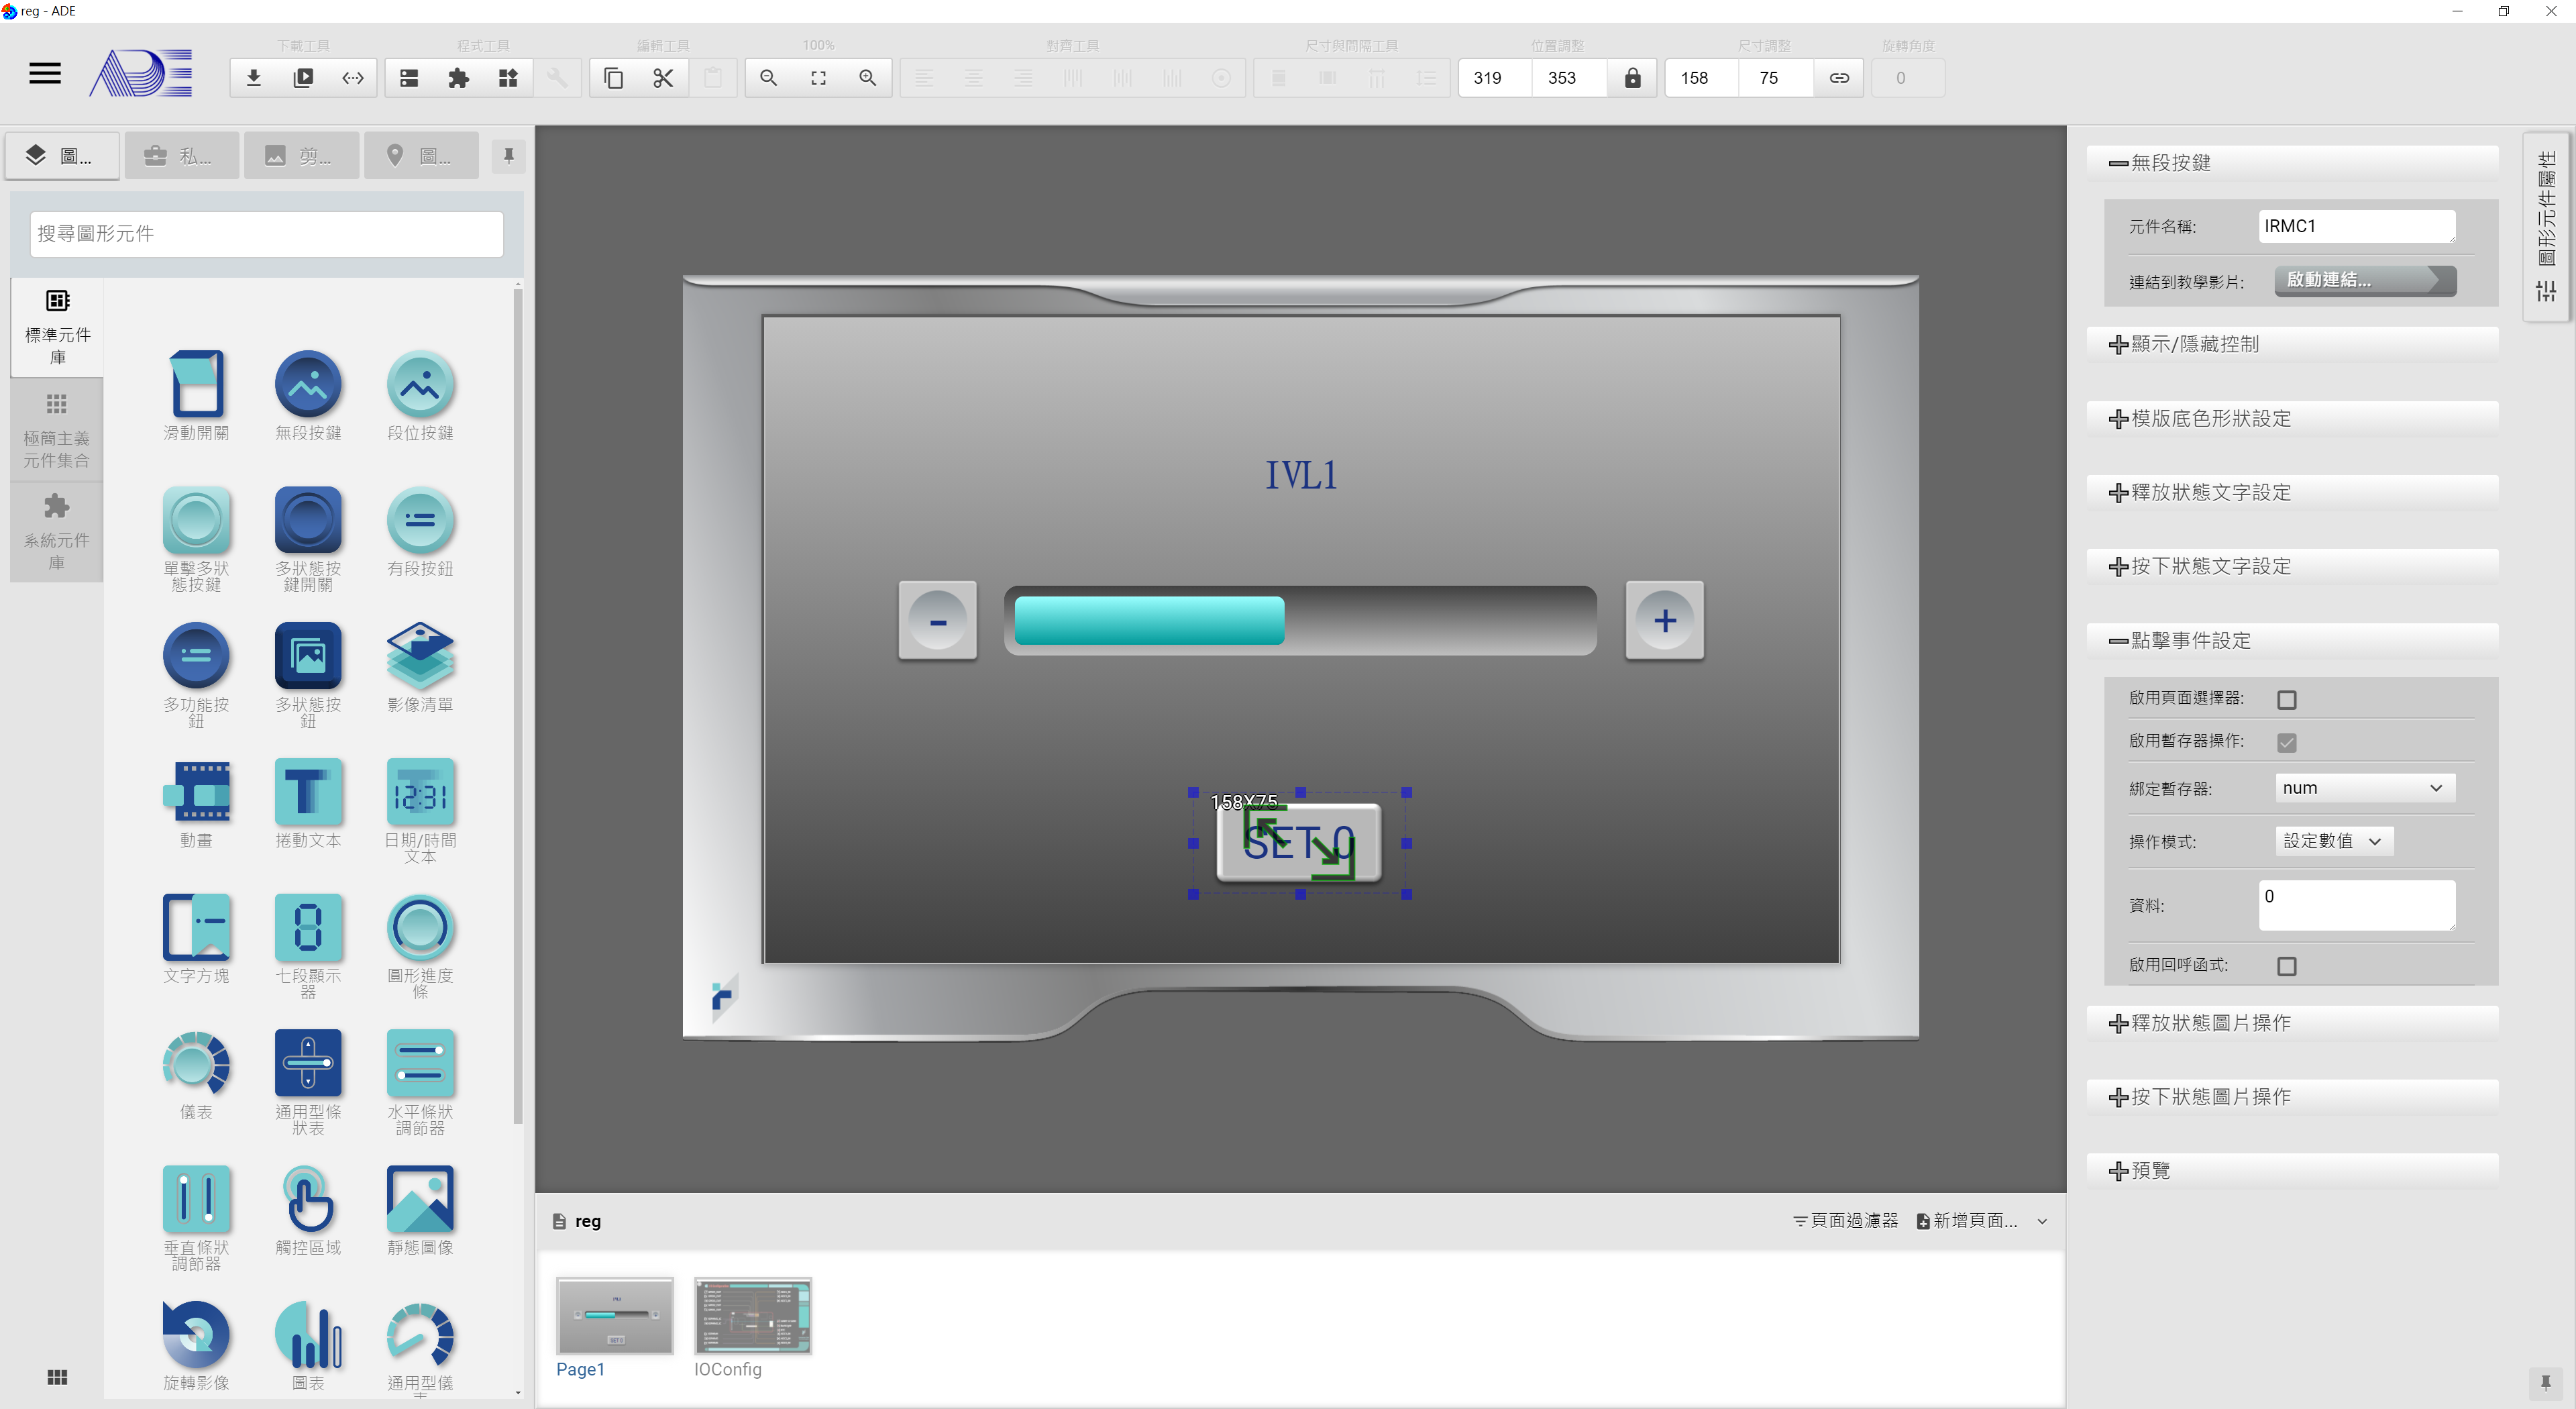 reg - ADE
下載工具
程式工具
編輯工具
100%
對齊工具
尺寸與間隔工具
位置調整
尺寸調整
旋轉角度
ADE
319
353
158
75
0
圖...
私...
剪...
圖...
搜尋圖形元件
標準元件
庫
極簡主義
元件集合
系統元件
庫
滑動開關
無段按鍵
段位按鍵
單擊多狀
態按鍵
多狀態按
鍵開關
有段按鈕
多功能按
鈕
多狀態按
鈕
影像清單
動畫
捲動文本
日期/時間
文本
文字方塊
七段顯示
器
圓形進度
條
儀表
通用型條
狀表
水平條狀
調節器
垂直條狀
調節器
觸控區域
靜態圖像
旋轉影像
圖表
通用型儀
T
T
12:31
8
IVL1
-
+
158X75
SET 0
reg
頁面過濾器
新增頁面...
Page1
IOConfig
無段按鍵
元件名稱:
IRMC1
連結到教學影片:
啟動連結...
顯示/隱藏控制
模版底色形狀設定
釋放狀態文字設定
按下狀態文字設定
點擊事件設定
啟用頁面選擇器:
啟用暫存器操作:
綁定暫存器:
num
操作模式:
設定數值
資料:
0
啟用回呼函式:
釋放狀態圖片操作
按下狀態圖片操作
預覽
圖形元件屬性